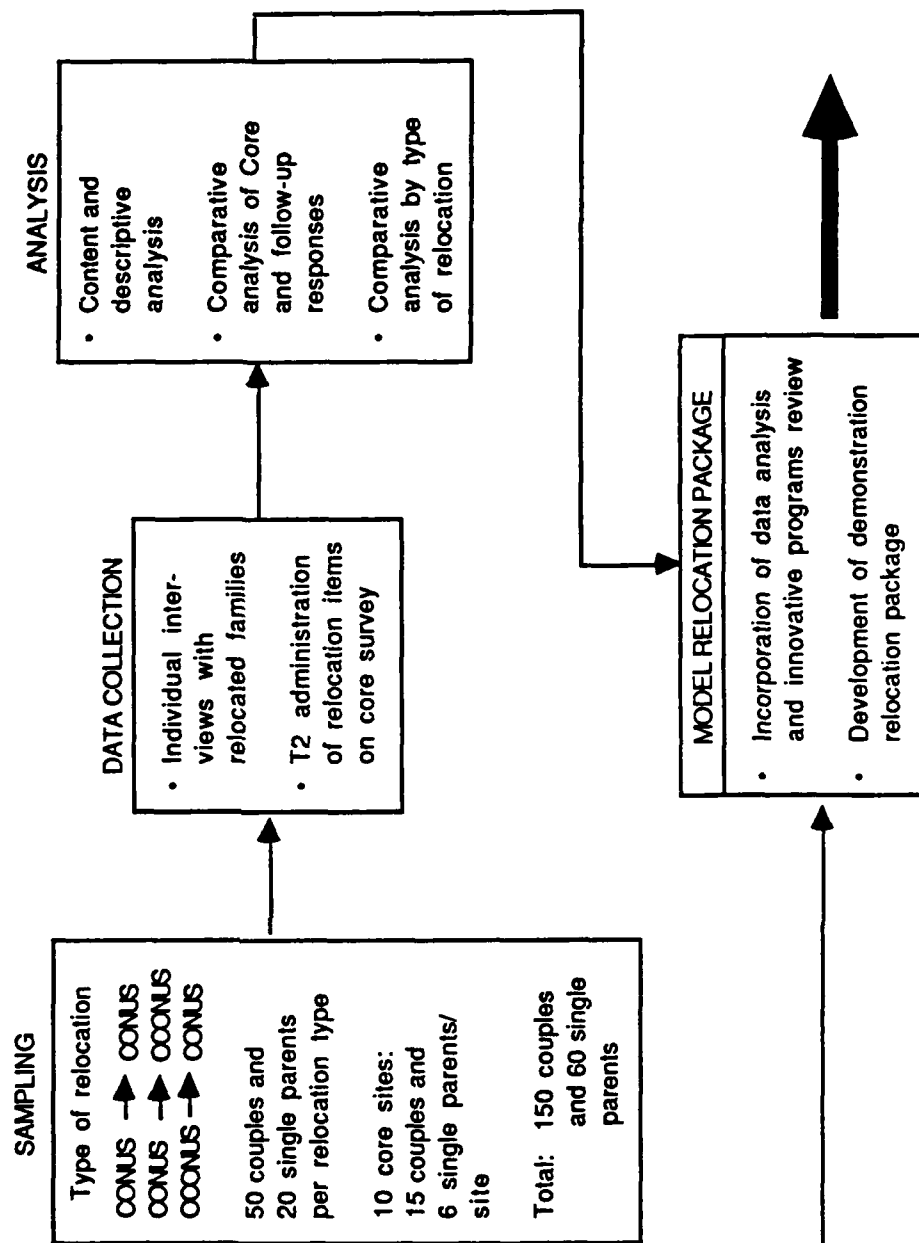 SAMPLING
Type of relocation
CONUS → CONUS
CONUS → OCONUS
OCONUS → CONUS
50 couples and
20 single parents
per relocation type
10 core sites:
15 couples and
6 single parents/
site
Total: 150 couples
and 60 single
parents
DATA COLLECTION
• Individual inter-
views with
relocated families
• T2 administration
of relocation items
on core survey
ANALYSIS
• Content and
descriptive
analysis
• Comparative
analysis of Core
and follow-up
responses
• Comparative
analysis by type
of relocation
MODEL RELOCATION PACKAGE
• Incorporation of data analysis
and innovative programs review
• Development of demonstration
relocation package